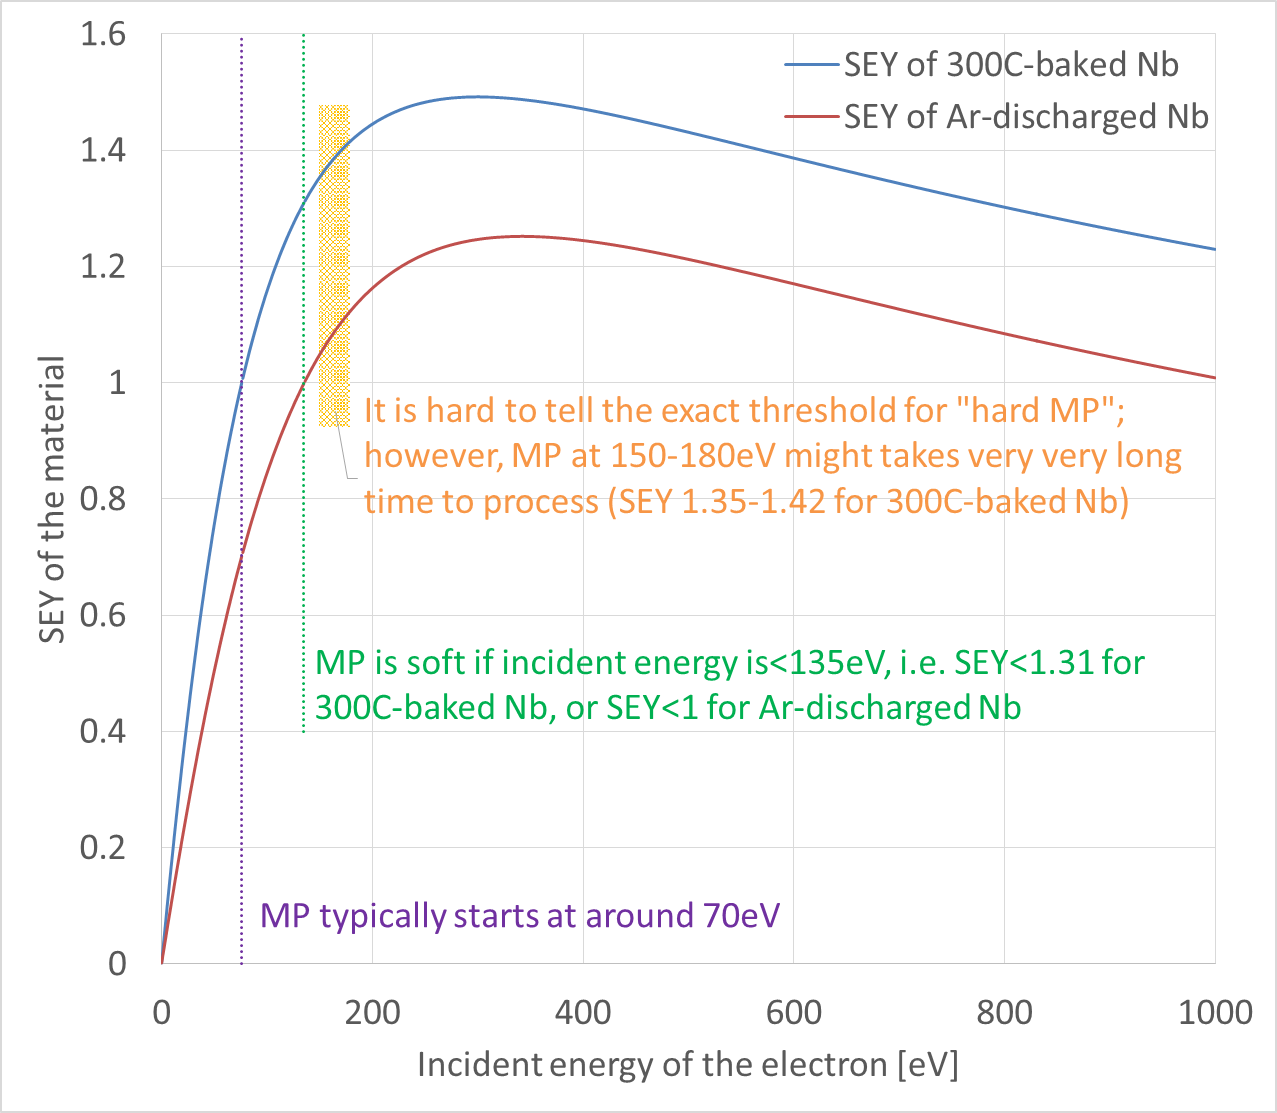 1.6
1.4
1.2
1
0.8
0.6
0.4
0.2
0
SEY of the material
SEY of 300C-baked Nb
SEY of Ar-discharged Nb
It is hard to tell the exact threshold for "hard MP";
however, MP at 150-180eV might takes very very long
time to process (SEY 1.35-1.42 for 300C-baked Nb)
MP is soft if incident energy is<135eV, i.e. SEY<1.31 for
300C-baked Nb, or SEY<1 for Ar-discharged Nb
MP typically starts at around 70eV
0 200 400 600 800 1000
Incident energy of the electron [eV]